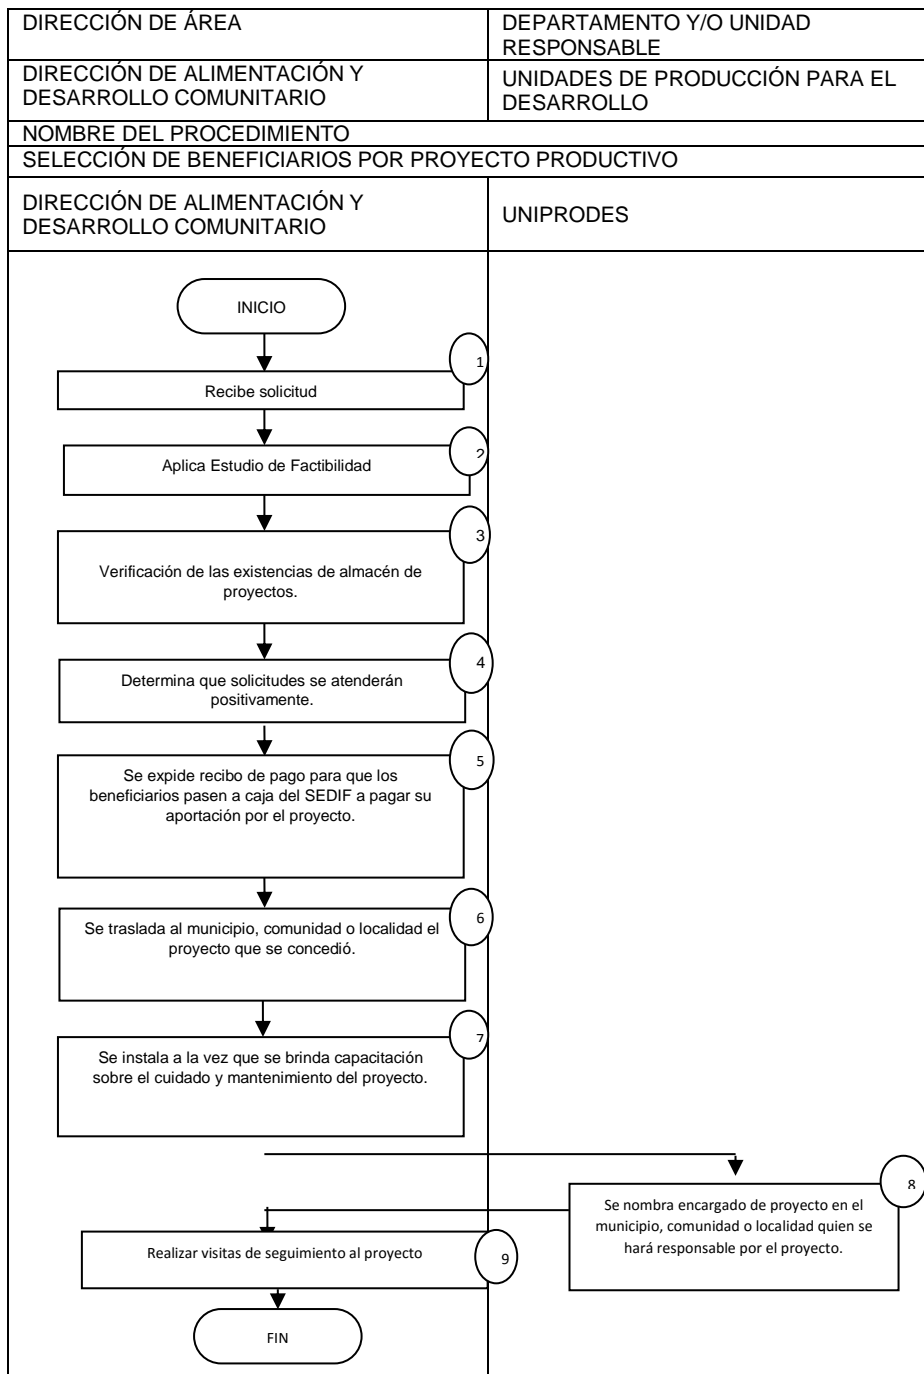 DIRECCIÓN DE ÁREA
DEPARTAMENTO Y/O UNIDAD
RESPONSABLE
DIRECCIÓN DE ALIMENTACIÓN Y
DESARROLLO COMUNITARIO
UNIDADES DE PRODUCCIÓN PARA EL
DESARROLLO
NOMBRE DEL PROCEDIMIENTO
SELECCIÓN DE BENEFICIARIOS POR PROYECTO PRODUCTIVO
DIRECCIÓN DE ALIMENTACIÓN Y
DESARROLLO COMUNITARIO
UNIPRODES
INICIO
1
Recibe solicitud
2
Aplica Estudio de Factibilidad
3
Verificación de las existencias de almacén de
proyectos.
4
Determina que solicitudes se atenderán
positivamente.
5
Se expide recibo de pago para que los
beneficiarios pasen a caja del SEDIF a pagar su
aportación por el proyecto.
6
Se traslada al municipio, comunidad o localidad el
proyecto que se concedió.
7
Se instala a la vez que se brinda capacitación
sobre el cuidado y mantenimiento del proyecto.
8
Se nombra encargado de proyecto en el
municipio, comunidad o localidad quien se
hará responsable por el proyecto.
Realizar visitas de seguimiento al proyecto
9
FIN